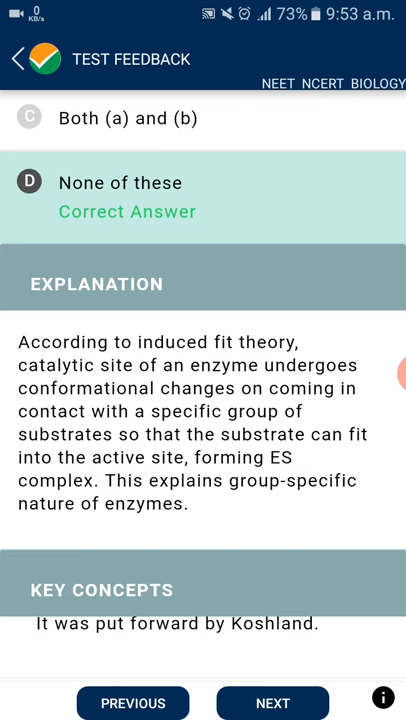 0
KB/s
73%
9:53 a.m.
TEST FEEDBACK
NEET NCERT BIOLOGY
C
Both (a) and (b)
D
None of these
Correct Answer
EXPLANATION
According to induced fit theory,
catalytic site of an enzyme undergoes
conformational changes on coming in
contact with a specific group of
substrates so that the substrate can fit
into the active site, forming ES
complex. This explains group-specific
nature of enzymes.
KEY CONCEPTS
It was put forward by Koshland.
PREVIOUS
NEXT
i